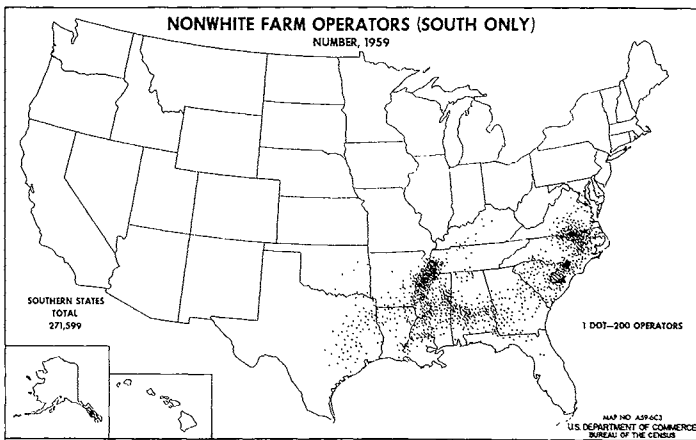 NONWHITE FARM OPERATORS (SOUTH ONLY)
NUMBER, 1959
SOUTHERN STATES
TOTAL
271,599
1 DOT—200 OPERATORS
MAP NO A59-6C3
U.S. DEPARTMENT OF COMMERCE
BUREAU OF THE CENSUS